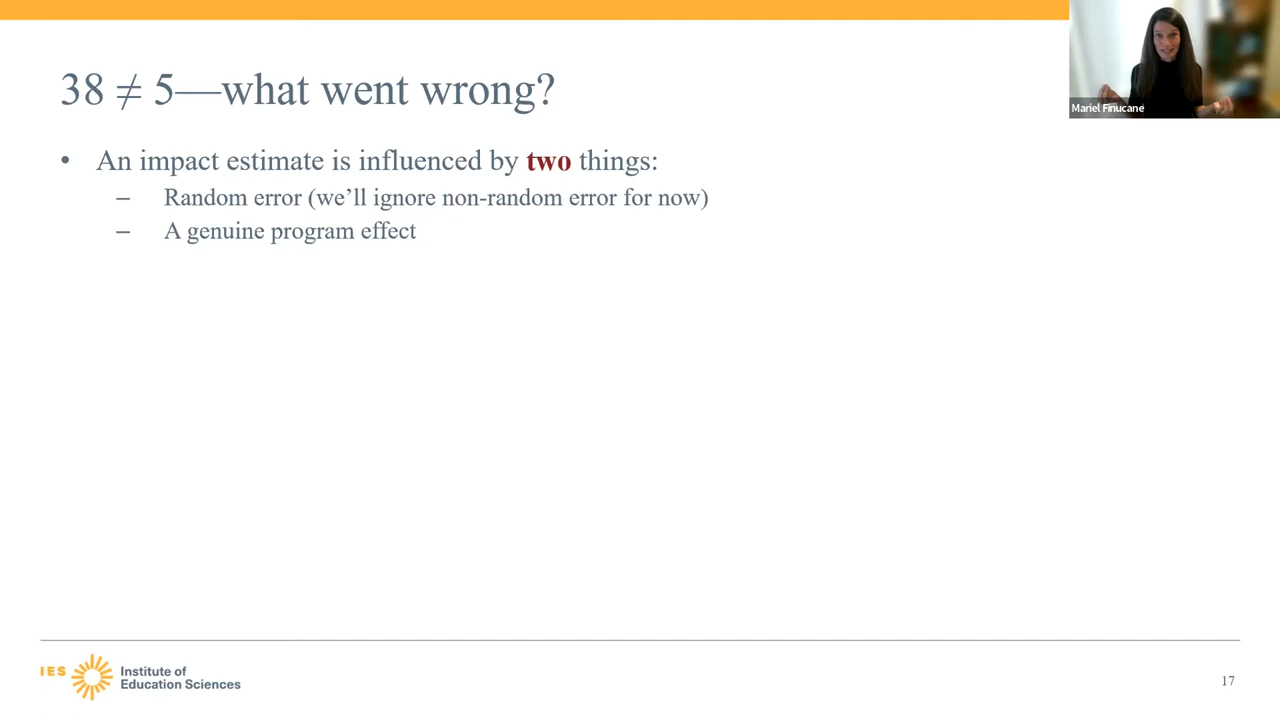 38 ≠ 5—what went wrong?
Mariel Finucane
• An impact estimate is influenced by two things:
– Random error (we’ll ignore non-random error for now)
– A genuine program effect
IES
Institute of
Education Sciences
17